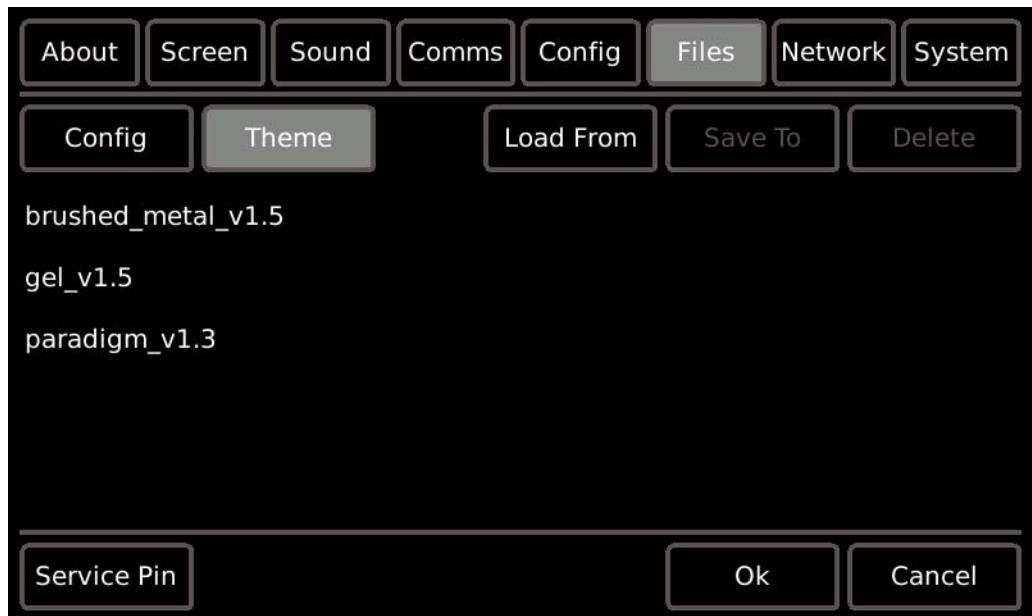 About Screen Sound Comms Config Files Network System
Config Theme Load From Save To Delete
brushed_metal_v1.5
gel_v1.5
paradigm_v1.3
Service Pin Ok Cancel